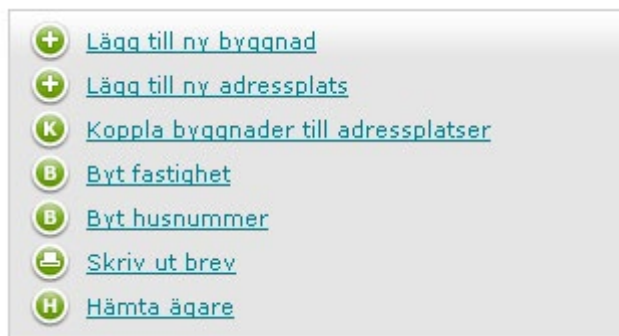 Lägg till ny byggnad
Lägg till ny adressplats
K Koppla byggnader till adressplatser
B Byt fastighet
B Byt husnummer
Skriv ut brev
H Hämta ägare